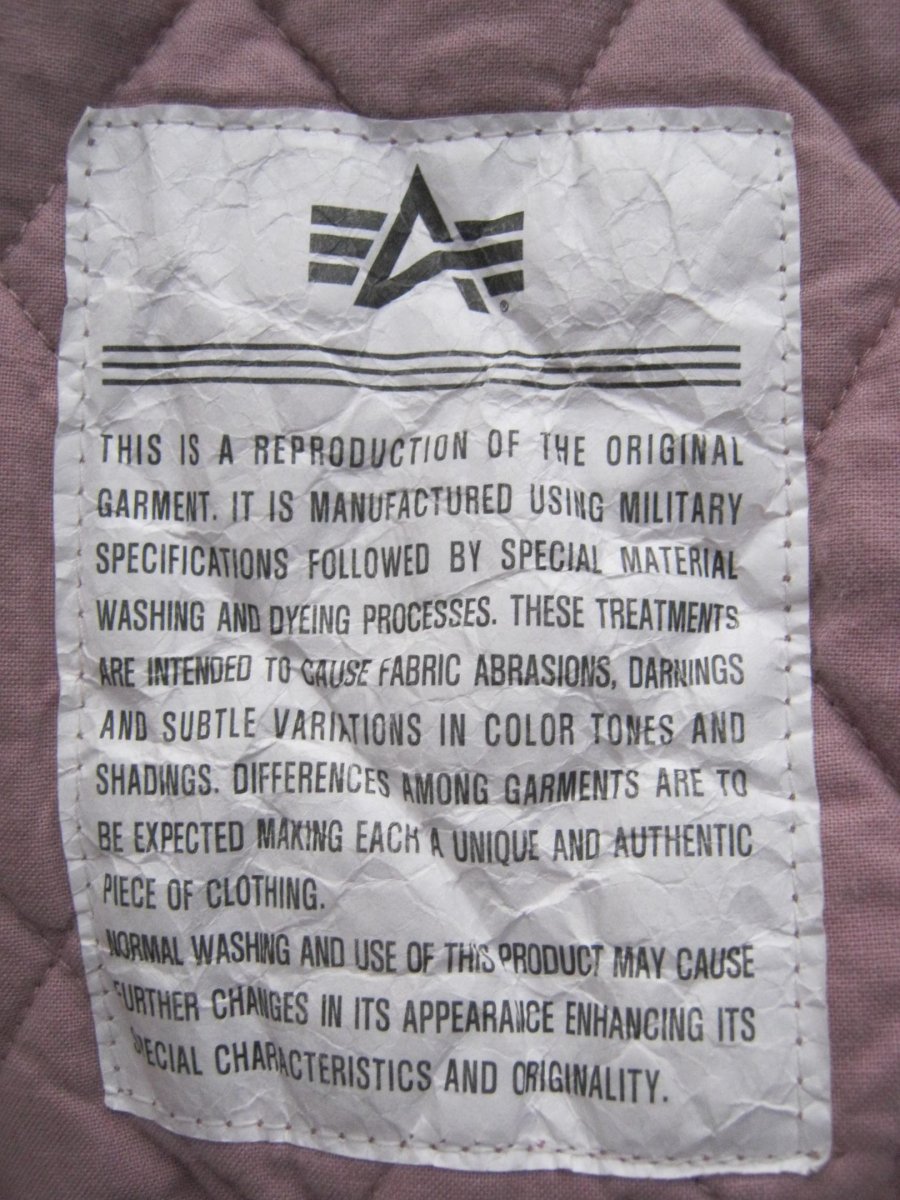 THIS IS A REPRODUCTION OF THE ORIGINAL
GARMENT. IT IS MANUFACTURED USING MILITARY
SPECIFICATIONS FOLLOWED BY SPECIAL MATERIAL
WASHING AND DYEING PROCESSES. THESE TREATMENTS
ARE INTENDED TO CAUSE FABRIC ABRASIONS, DARNINGS
AND SUBTLE VARIATIONS IN COLOR TONES AND
SHADINGS. DIFFERENCES AMONG GARMENTS ARE TO
BE EXPECTED MAKING EACH A UNIQUE AND AUTHENTIC
PIECE OF CLOTHING.
NORMAL WASHING AND USE OF THIS PRODUCT MAY CAUSE
FURTHER CHANGES IN ITS APPEARANCE ENHANCING ITS
SPECIAL CHARACTERISTICS AND ORIGINALITY.